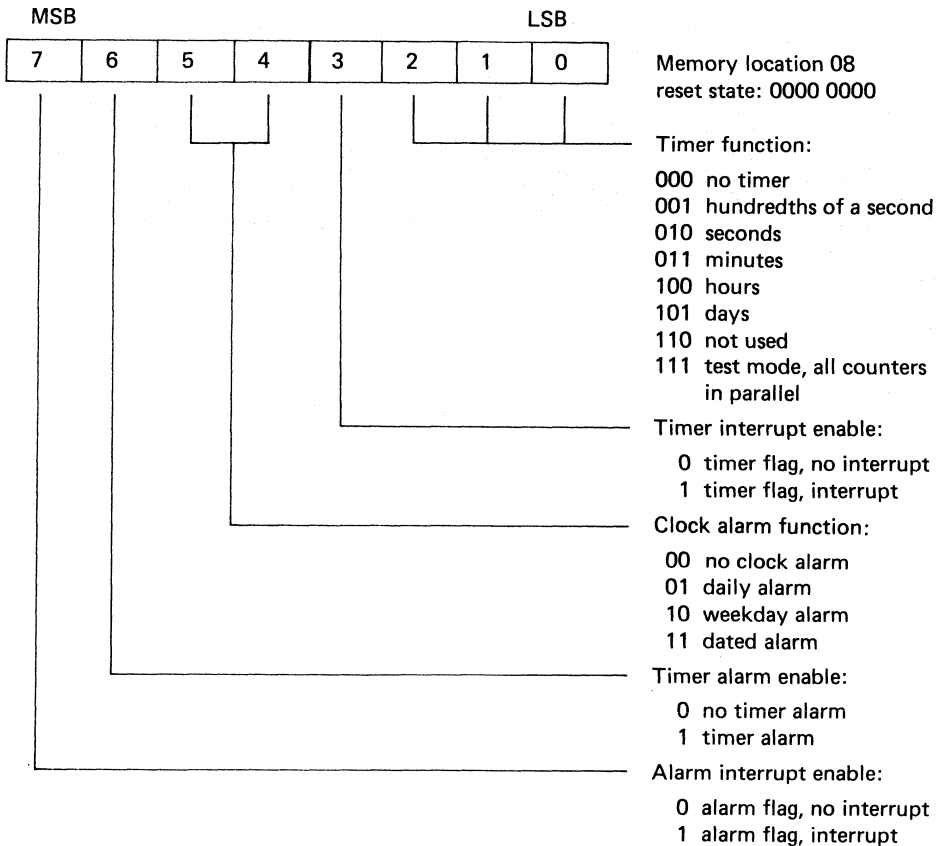 MSB LSB
7 6 5 4 3 2 1 0
Memory location 08
reset state: 0000 0000
Timer function:
000 no timer
001 hundredths of a second
010 seconds
011 minutes
100 hours
101 days
110 not used
111 test mode, all counters
in parallel
Timer interrupt enable:
0 timer flag, no interrupt
1 timer flag, interrupt
Clock alarm function:
00 no clock alarm
01 daily alarm
10 weekday alarm
11 dated alarm
Timer alarm enable:
0 no timer alarm
1 timer alarm
Alarm interrupt enable:
0 alarm flag, no interrupt
1 alarm flag, interrupt